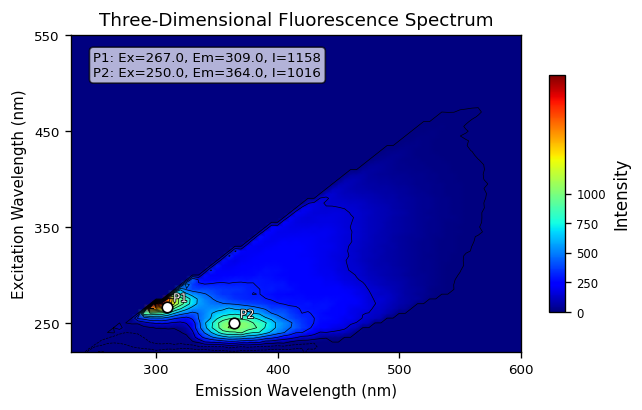 Three-Dimensional Fluorescence Spectrum
P1: Ex=267.0, Em=309.0, I=1158
P2: Ex=250.0, Em=364.0, I=1016
550
450
350
250
Excitation Wavelength (nm)
P1
P2
300
400
500
600
Emission Wavelength (nm)
1000
750
500
250
0
Intensity